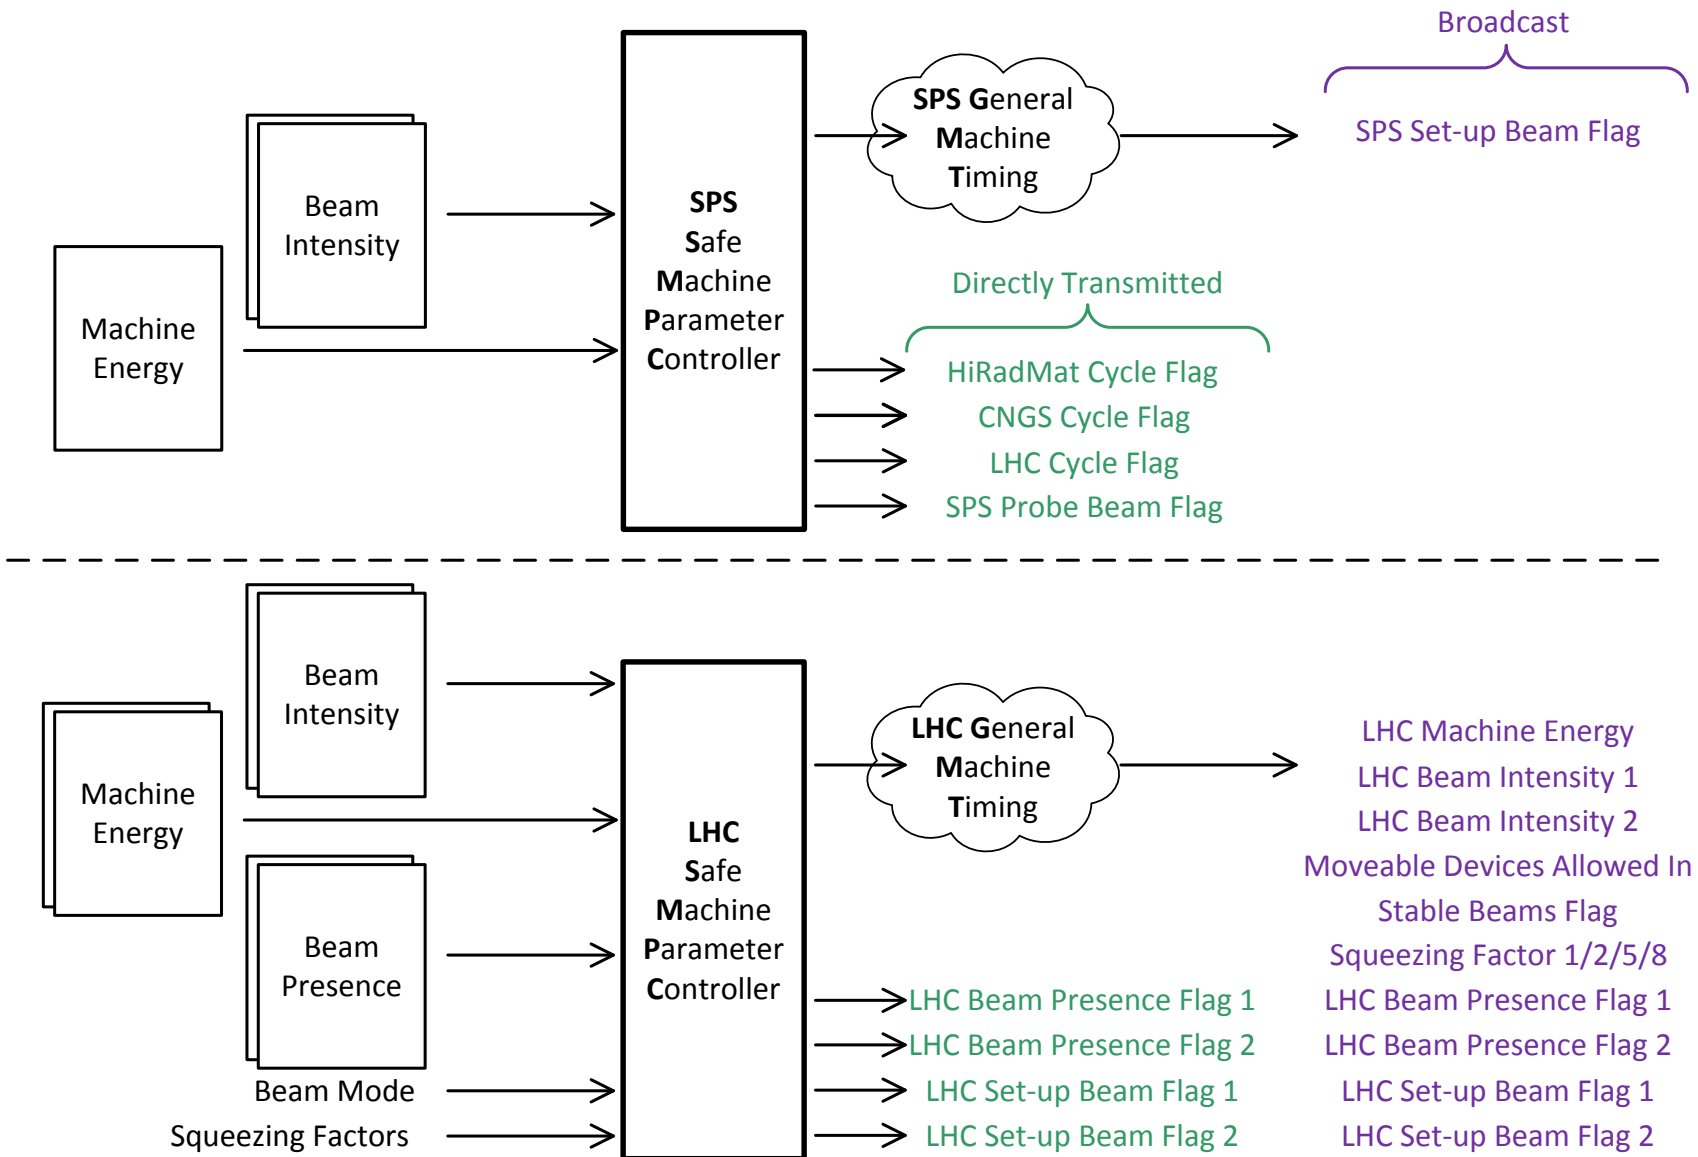 Broadcast
SPS General
Machine
Timing
SPS Set-up Beam Flag
Beam
Intensity
SPS
Safe
Machine
Parameter
Controller
Machine
Energy
Directly Transmitted
HiRadMat Cycle Flag
CNGS Cycle Flag
LHC Cycle Flag
SPS Probe Beam Flag
Beam
Intensity
Machine
Energy
Beam
Presence
Beam Mode
Squeezing Factors
LHC
Safe
Machine
Parameter
Controller
LHC General
Machine
Timing
LHC Beam Presence Flag 1
LHC Beam Presence Flag 2
LHC Set-up Beam Flag 1
LHC Set-up Beam Flag 2
LHC Machine Energy
LHC Beam Intensity 1
LHC Beam Intensity 2
Moveable Devices Allowed In
Stable Beams Flag
Squeezing Factor 1/2/5/8
LHC Beam Presence Flag 1
LHC Beam Presence Flag 2
LHC Set-up Beam Flag 1
LHC Set-up Beam Flag 2